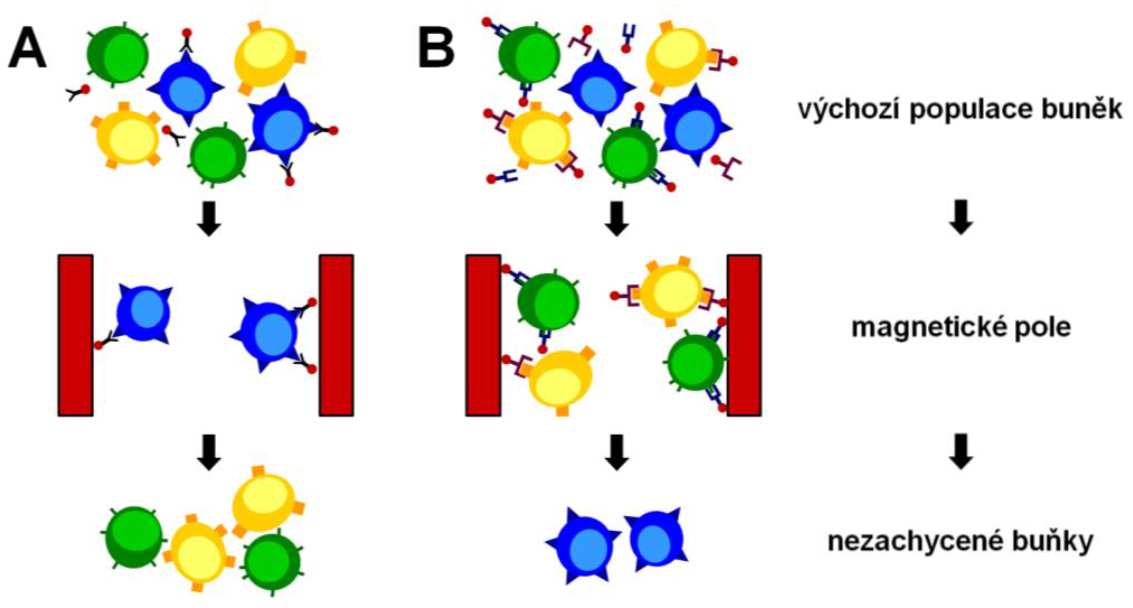 A
B
výchozí populace buněk
magnetické pole
nezachycené buňky